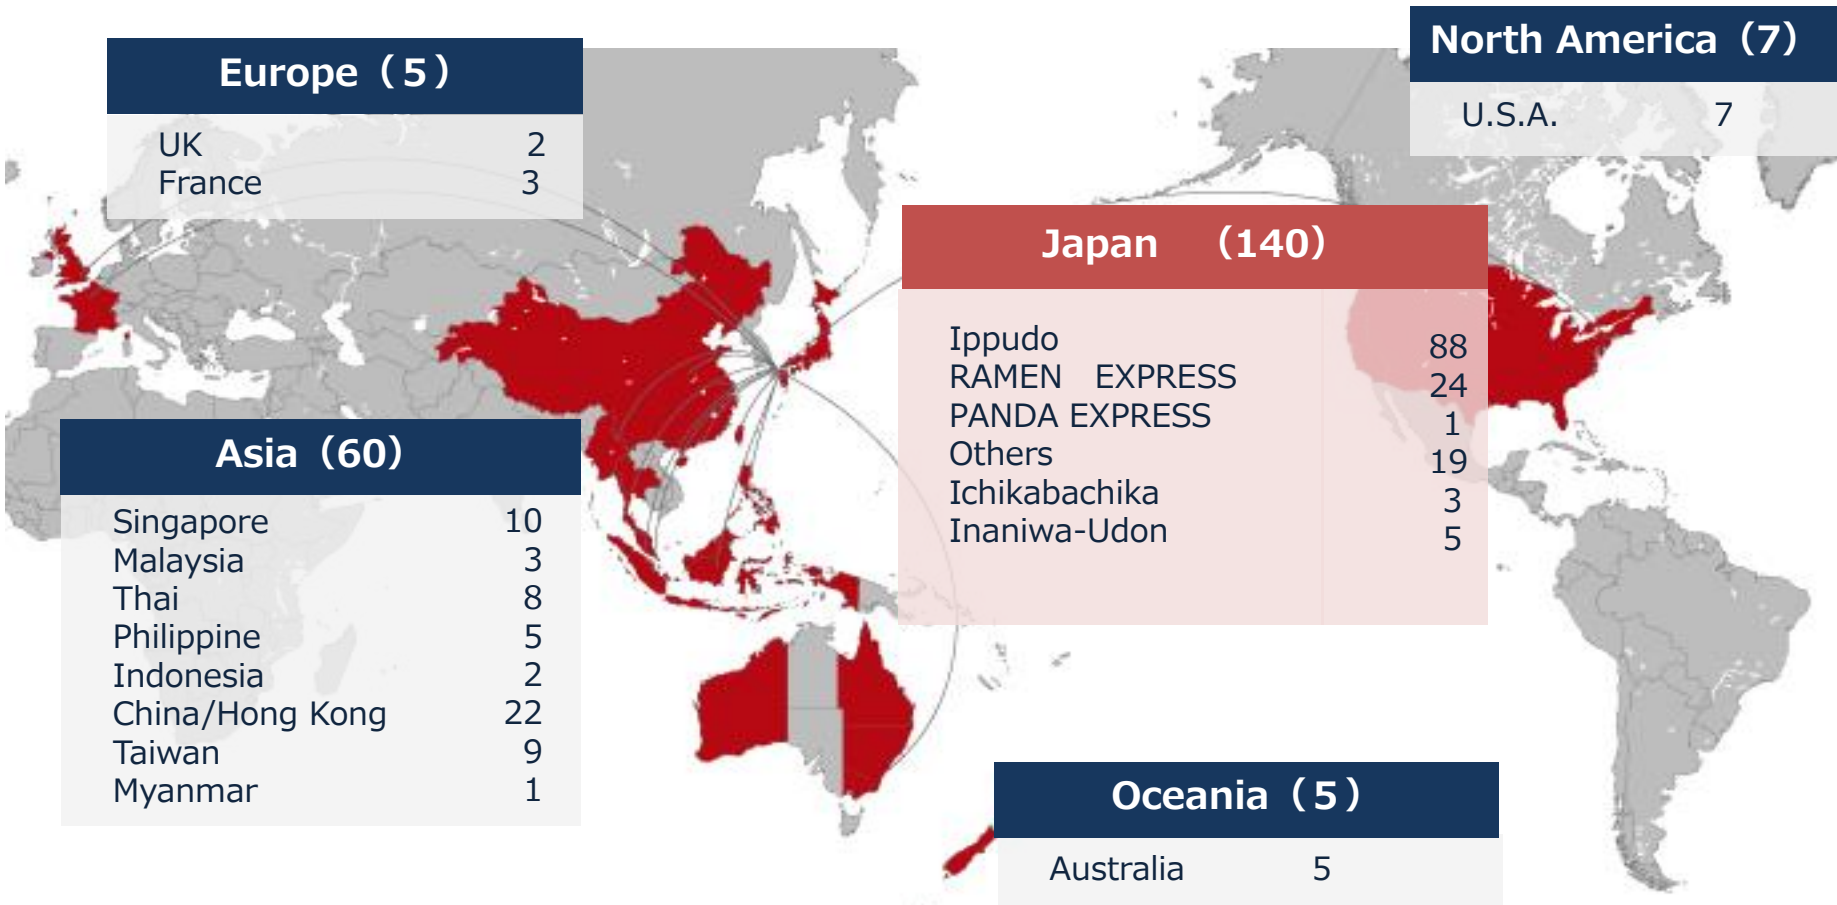 Europe（5）
UK 2
France 3
North America（7）
U.S.A. 7
Japan （140）
Ippudo 88
RAMEN EXPRESS 24
PANDA EXPRESS 1
Others 19
Ichikabachika 3
Inaniwa-Udon 5
Asia（60）
Singapore 10
Malaysia 3
Thai 8
Philippine 5
Indonesia 2
China/Hong Kong 22
Taiwan 9
Myanmar 1
Oceania（5）
Australia 5